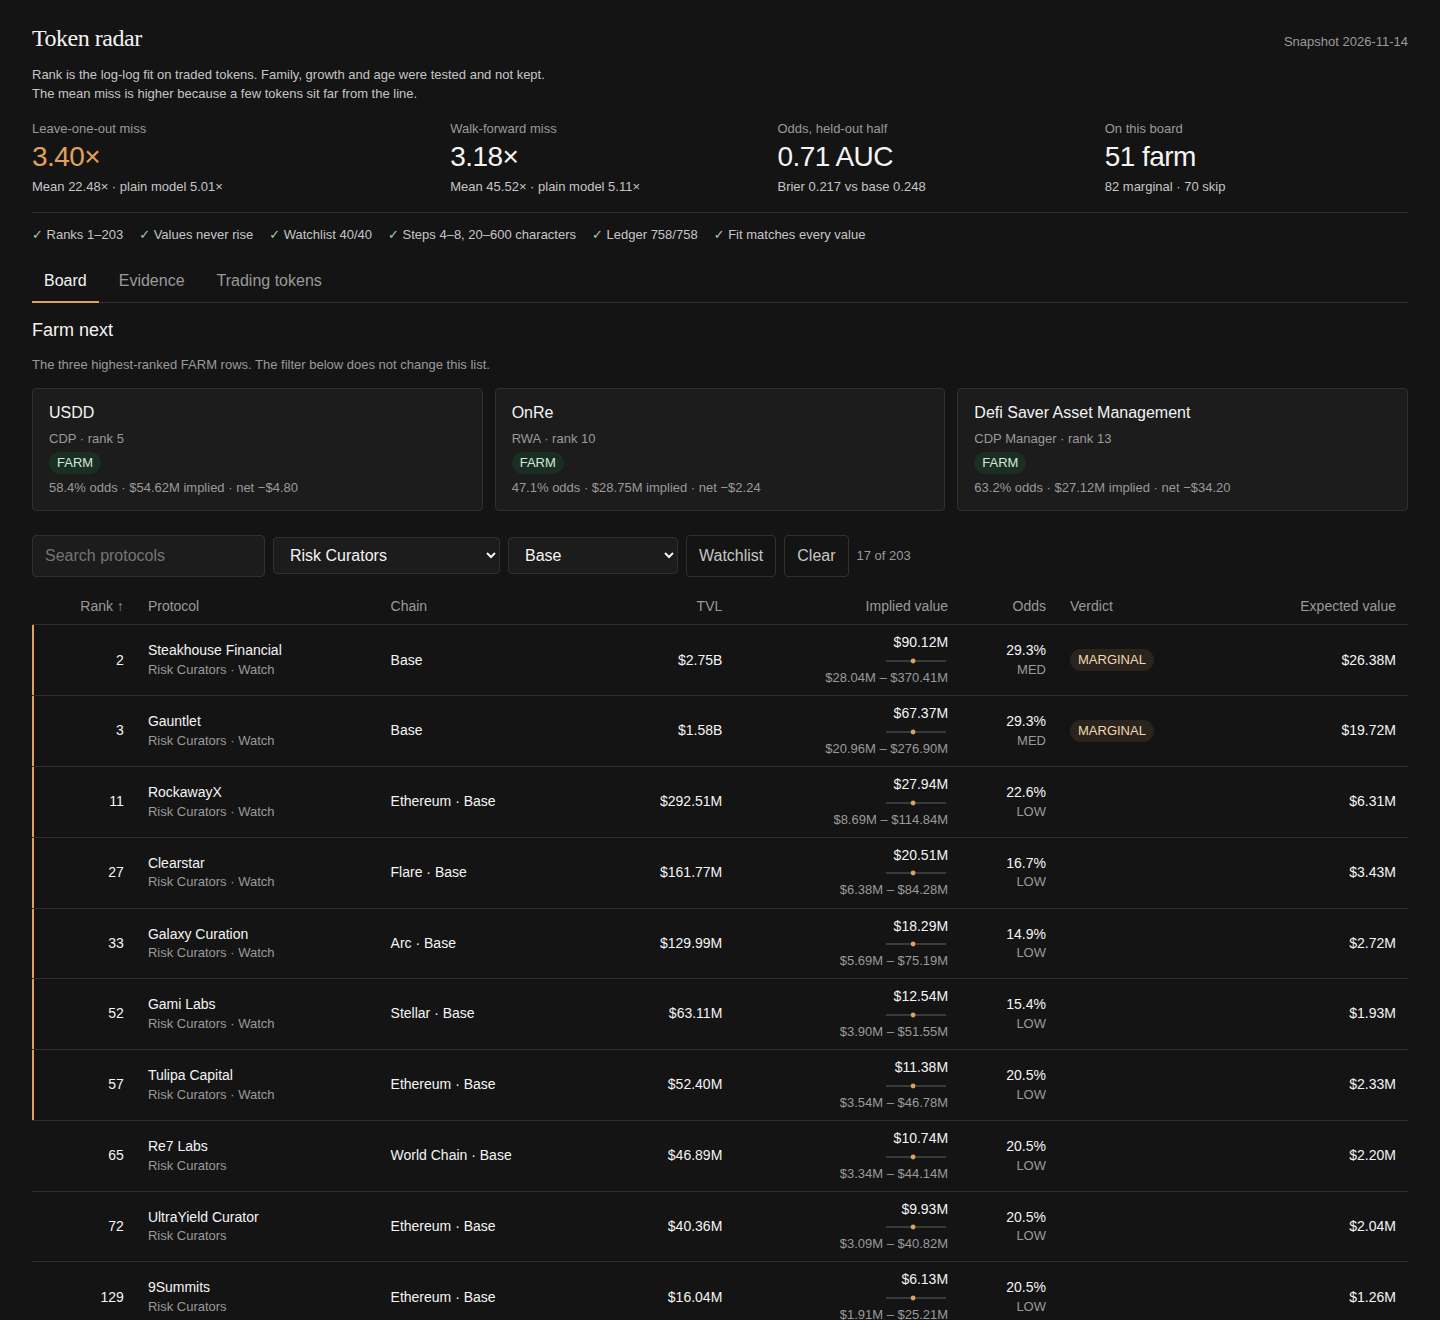 Token radar
Snapshot 2026-11-14
Rank is the log-log fit on traded tokens. Family, growth and age were tested and not kept.
The mean miss is higher because a few tokens sit far from the line.
Leave-one-out miss
3.40×
Mean 22.48× · plain model 5.01×
Walk-forward miss
3.18×
Mean 45.52× · plain model 5.11×
Odds, held-out half
0.71 AUC
Brier 0.217 vs base 0.248
On this board
51 farm
82 marginal · 70 skip
✓ Ranks 1–203 ✓ Values never rise ✓ Watchlist 40/40 ✓ Steps 4–8, 20–600 characters ✓ Ledger 758/758 ✓ Fit matches every value
Board Evidence Trading tokens
Farm next
The three highest-ranked FARM rows. The filter below does not change this list.
USDD
CDP · rank 5
FARM
58.4% odds · $54.62M implied · net −$4.80
OnRe
RWA · rank 10
FARM
47.1% odds · $28.75M implied · net −$2.24
Defi Saver Asset Management
CDP Manager · rank 13
FARM
63.2% odds · $27.12M implied · net −$34.20
Search protocols Risk Curators Base Watchlist Clear 17 of 203
Rank ↑ Protocol Chain TVL Implied value Odds Verdict Expected value
2 Steakhouse Financial Base $2.75B $90.12M 29.3% MARGINAL $26.38M
Risk Curators · Watch $28.04M – $370.41M MED
3 Gauntlet Base $1.58B $67.37M 29.3% MARGINAL $19.72M
Risk Curators · Watch $20.96M – $276.90M MED
11 RockawayX Ethereum · Base $292.51M $27.94M 22.6% $6.31M
Risk Curators · Watch $8.69M – $114.84M LOW
27 Clearstar Flare · Base $161.77M $20.51M 16.7% $3.43M
Risk Curators · Watch $6.38M – $84.28M LOW
33 Galaxy Curation Arc · Base $129.99M $18.29M 14.9% $2.72M
Risk Curators · Watch $5.69M – $75.19M LOW
52 Gami Labs Stellar · Base $63.11M $12.54M 15.4% $1.93M
Risk Curators · Watch $3.90M – $51.55M LOW
57 Tulipa Capital Ethereum · Base $52.40M $11.38M 20.5% $2.33M
Risk Curators · Watch $3.54M – $46.78M LOW
65 Re7 Labs World Chain · Base $46.89M $10.74M 20.5% $2.20M
Risk Curators $3.34M – $44.14M LOW
72 UltraYield Curator Ethereum · Base $40.36M $9.93M 20.5% $2.04M
Risk Curators $3.09M – $40.82M LOW
129 9Summits Ethereum · Base $16.04M $6.13M 20.5% $1.26M
Risk Curators $1.91M – $25.21M LOW